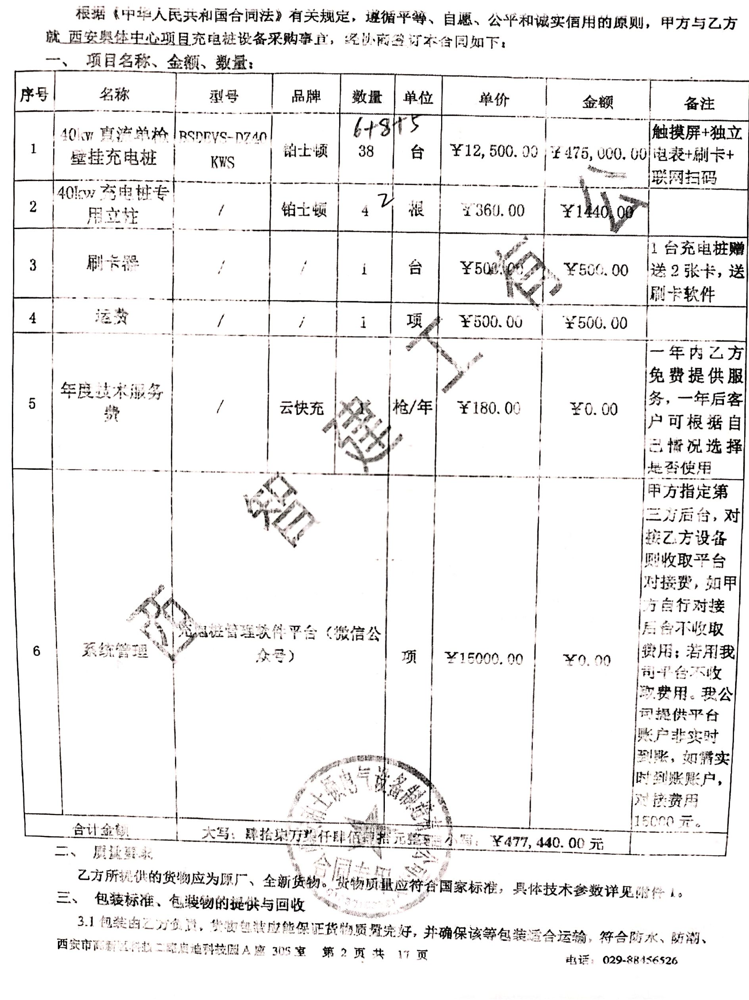 根据《中华人民共和国合同法》有关规定，遵循平等、自愿、公平和诚实信用的原则，甲方与乙方
就 西安奥体中心项目充电桩设备采购事宜，经协商签订本合同如下：
一、 项目名称、金额、数量：
序号 名称 型号 品牌 数量 单位 单价 金额 备注
6+8+5
1 40kw 直流单枪壁挂充电桩 BSDEVS-DZ40KWS 铂士顿 38 台 ¥12,500.00 ¥475,000.00
触摸屏+独立
电表+刷卡+
联网扫码
2 40kw 充电桩专用立柱 / 铂士顿 4 2 根 ¥360.00 ¥1440.00
3 刷卡器 / / 1 台 ¥500.00 ¥500.00
1 台充电桩赠
送 2 张卡，送
刷卡软件
4 运费 / / 1 项 ¥500.00 ¥500.00
5 年度技术服务费 / 云快充 1 枪/年 ¥180.00 ¥0.00
一年内乙方
免费提供服
务，一年后客
户可根据自
己情况选择
是否使用
6 系统管理 充电桩管理软件平台（微信公众号） 项 ¥15000.00 ¥0.00
甲方指定第
三方后台，对
接乙方设备
则收取平台
对接费，如甲
方自行对接
后台不收取
费用；若用我
司平台不收
取费用。我公
司提供平台
账户非实时
到账，如需实
时到账账户，
对接费用
15000 元。
合计金额 大写：肆拾柒万柒仟肆佰肆拾元整 小写：¥477,440.00 元
二、 质量要求
乙方所提供的货物应为原厂、全新货物。货物质量应符合国家标准，具体技术参数详见附件 1。
三、 包装标准、包装物的提供与回收
3.1 包装由乙方负责，货物包装应能保证货物质量完好，并确保该等包装适合运输，符合防水、防潮、
西安市高新区科技二路 科技园 A 座 305 室 第 2 页 共 17 页 电话：029-88456526
西 智 建 工 有 公
铂士顿电气设备制造有 公司
合同专用